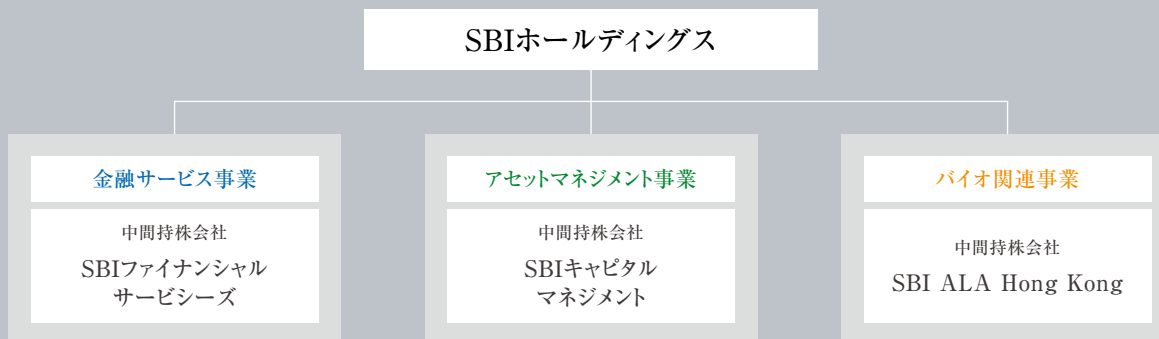 SBIホールディングス
金融サービス事業
中間持株会社
SBIファイナンシャル
サービシーズ
アセットマネジメント事業
中間持株会社
SBIキャピタル
マネジメント
バイオ関連事業
中間持株会社
SBI ALA Hong Kong